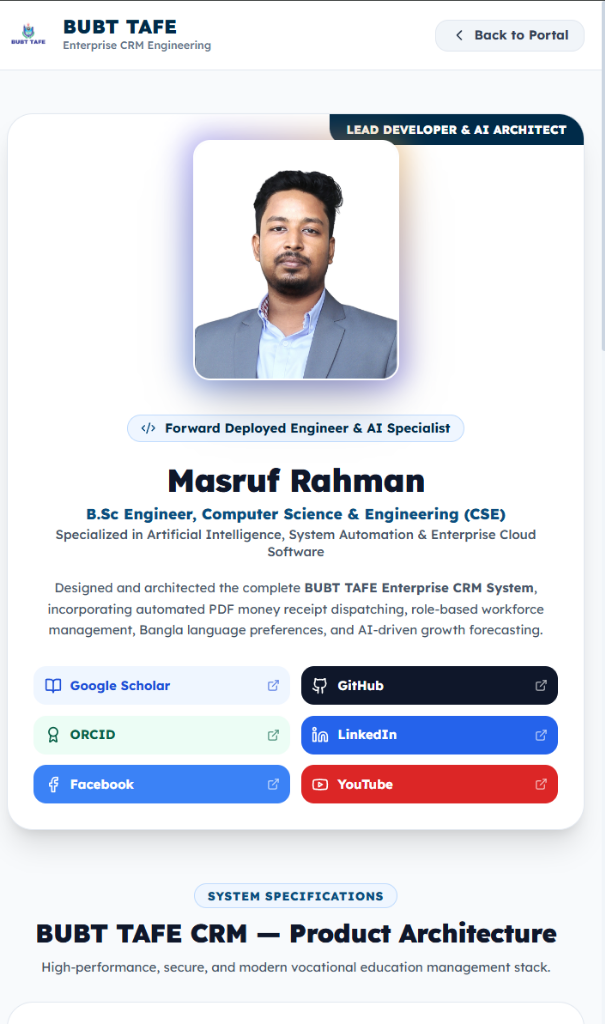 BUBT TAFE
BUBT TAFE
Enterprise CRM Engineering
Back to Portal
LEAD DEVELOPER & AI ARCHITECT
Forward Deployed Engineer & AI Specialist
Masruf Rahman
B.Sc Engineer, Computer Science & Engineering (CSE)
Specialized in Artificial Intelligence, System Automation & Enterprise Cloud
Software
Designed and architected the complete BUBT TAFE Enterprise CRM System,
incorporating automated PDF money receipt dispatching, role-based workforce
management, Bangla language preferences, and AI-driven growth forecasting.
Google Scholar
GitHub
ORCID
LinkedIn
Facebook
YouTube
SYSTEM SPECIFICATIONS
BUBT TAFE CRM — Product Architecture
High-performance, secure, and modern vocational education management stack.